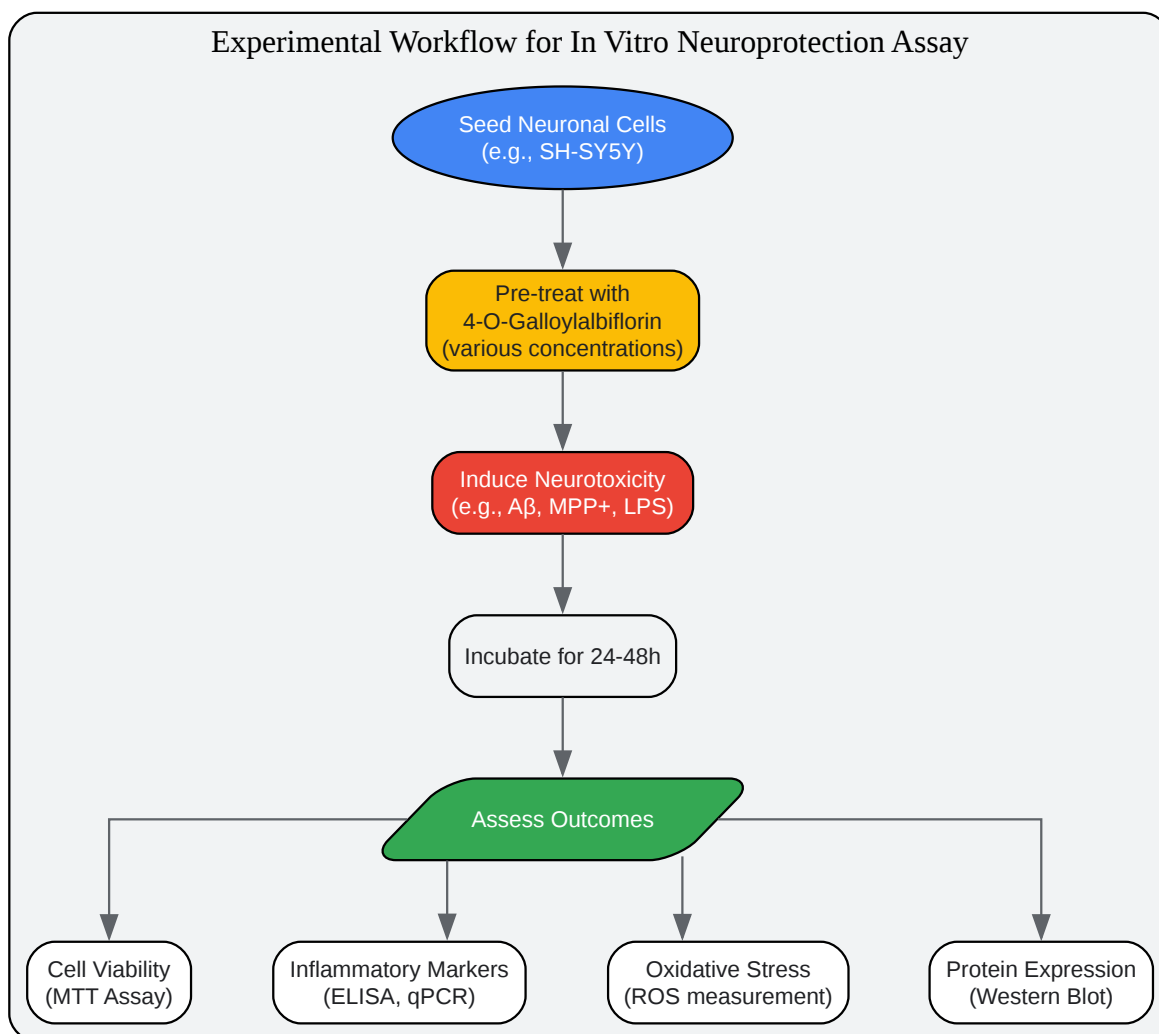 Experimental Workflow for In Vitro Neuroprotection Assay
Seed Neuronal Cells
(e.g., SH-SY5Y)
Pre-treat with
4-O-Galloylalbiflorin
(various concentrations)
Induce Neurotoxicity
(e.g., Aβ, MPP+, LPS)
Incubate for 24-48h
Assess Outcomes
Cell Viability
(MTT Assay)
Inflammatory Markers
(ELISA, qPCR)
Oxidative Stress
(ROS measurement)
Protein Expression
(Western Blot)